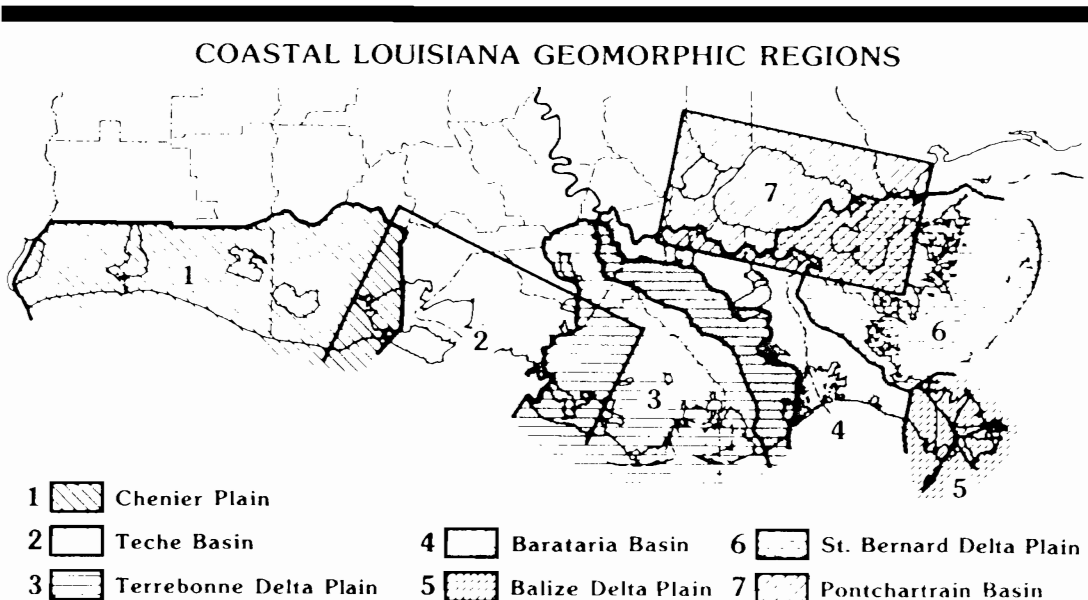 COASTAL LOUISIANA GEOMORPHIC REGIONS
7
1
2
6
3
4
5
1 Chenier Plain
2 Teche Basin
3 Terrebonne Delta Plain
4 Barataria Basin
5 Balize Delta Plain
6 St. Bernard Delta Plain
7 Pontchartrain Basin